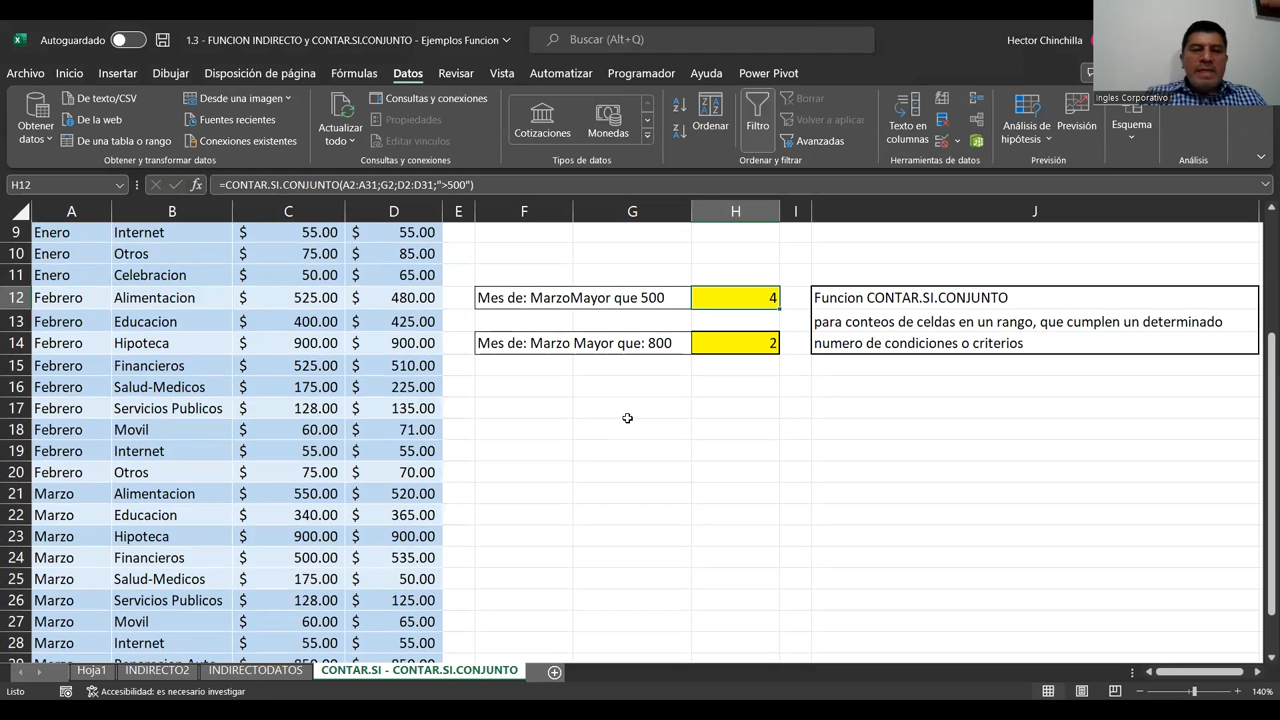 Autoguardado
1.3 - FUNCION INDIRECTO y CONTAR.SI.CONJUNTO - Ejemplos Funcion
Buscar (Alt+Q)
Hector Chinchilla
Ingles Corporativo
Archivo Inicio Insertar Dibujar Disposición de página Fórmulas Datos Revisar Vista Automatizar Programador Ayuda Power Pivot
Obtener datos
De texto/CSV
De la web
De una tabla o rango
Desde una imagen
Fuentes recientes
Conexiones existentes
Obtener y transformar datos
Actualizar todo
Consultas y conexiones
Propiedades
Editar vínculos
Consultas y conexiones
Cotizaciones
Monedas
Tipos de datos
Ordenar
Filtro
Borrar
Volver a aplicar
Avanzadas
Ordenar y filtrar
Texto en columnas
Herramientas de datos
Análisis de hipótesis
Previsión
Previsión
Esquema
Análisis
H12
fx
=CONTAR.SI.CONJUNTO(A2:A31;G2;D2:D31;">500")
A B C D E F G H I J
9 Enero Internet $ 55.00 $ 55.00
10 Enero Otros $ 75.00 $ 85.00
11 Enero Celebracion $ 50.00 $ 65.00
12 Febrero Alimentacion $ 525.00 $ 480.00 Mes de: MarzoMayor que 500 4 Funcion CONTAR.SI.CONJUNTO
13 Febrero Educacion $ 400.00 $ 425.00 para conteos de celdas en un rango, que cumplen un determinado
14 Febrero Hipoteca $ 900.00 $ 900.00 Mes de: Marzo Mayor que: 800 2 numero de condiciones o criterios
15 Febrero Financieros $ 525.00 $ 510.00
16 Febrero Salud-Medicos $ 175.00 $ 225.00
17 Febrero Servicios Publicos $ 128.00 $ 135.00
18 Febrero Movil $ 60.00 $ 71.00
19 Febrero Internet $ 55.00 $ 55.00
20 Febrero Otros $ 75.00 $ 70.00
21 Marzo Alimentacion $ 550.00 $ 520.00
22 Marzo Educacion $ 340.00 $ 365.00
23 Marzo Hipoteca $ 900.00 $ 900.00
24 Marzo Financieros $ 500.00 $ 535.00
25 Marzo Salud-Medicos $ 175.00 $ 50.00
26 Marzo Servicios Publicos $ 128.00 $ 125.00
27 Marzo Movil $ 60.00 $ 65.00
28 Marzo Internet $ 55.00 $ 55.00
Hoja1 INDIRECTO2 INDIRECTODATOS CONTAR.SI - CONTAR.SI.CONJUNTO
Listo
Accesibilidad: es necesario investigar
140%